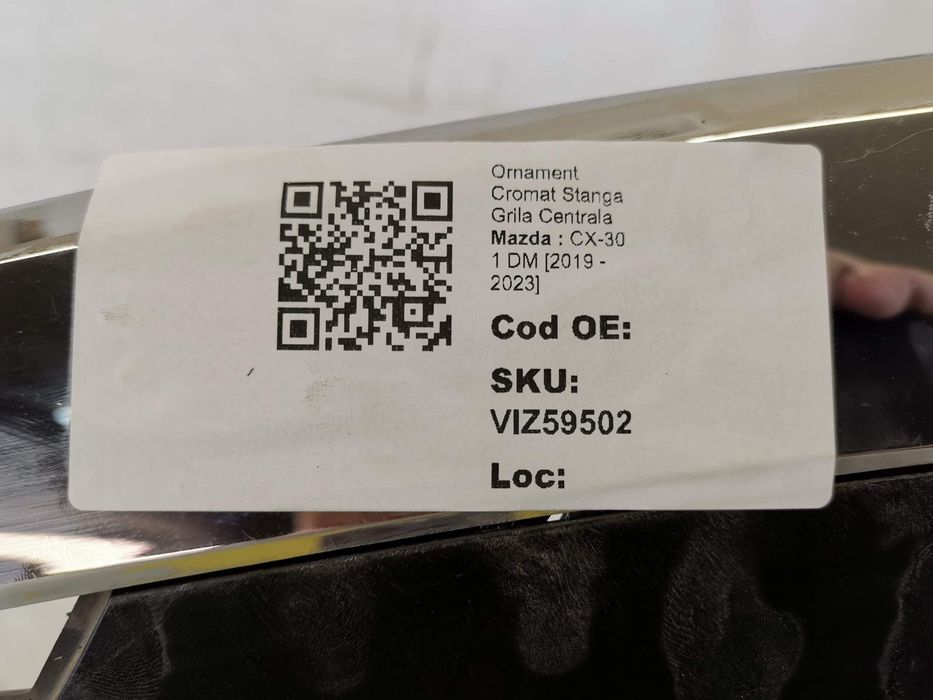 Ornament
Cromat Stanga
Grila Centrala
Mazda : CX-30
1 DM [2019 -
2023]
Cod OE:
SKU:
VIZ59502
Loc: